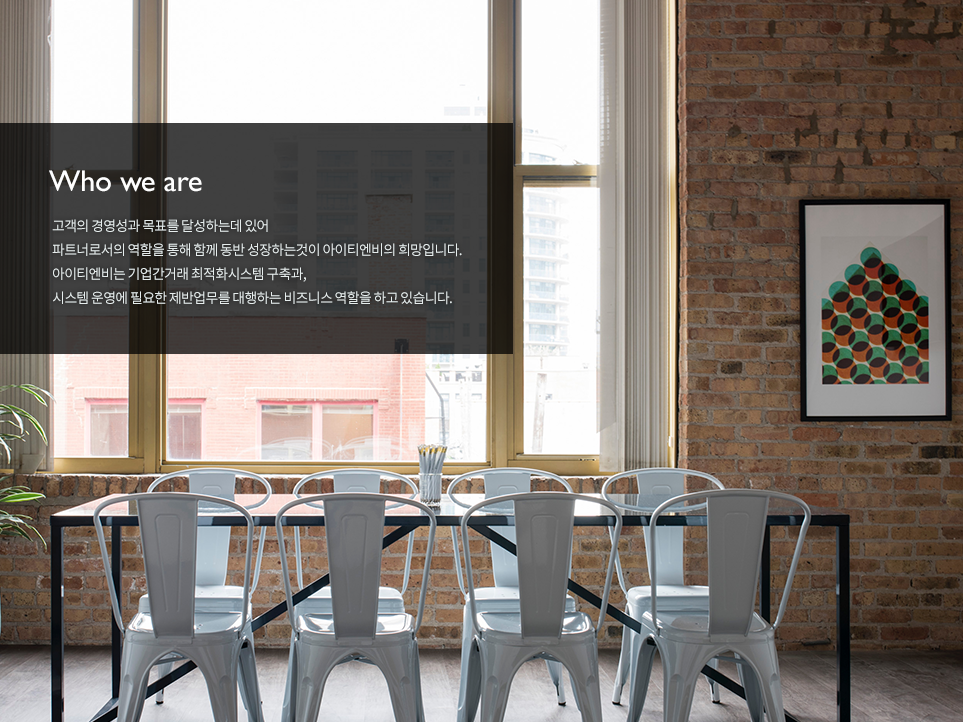 Who we are
고객의 경영성과 목표를 달성하는데 있어
파트너로서의 역할을 통해 함께 동반 성장하는것이 아이티엔비의 희망입니다.
아이티엔비는 기업간거래 최적화시스템 구축과,
시스템 운영에 필요한 제반업무를 대행하는 비즈니스 역할을 하고 있습니다.